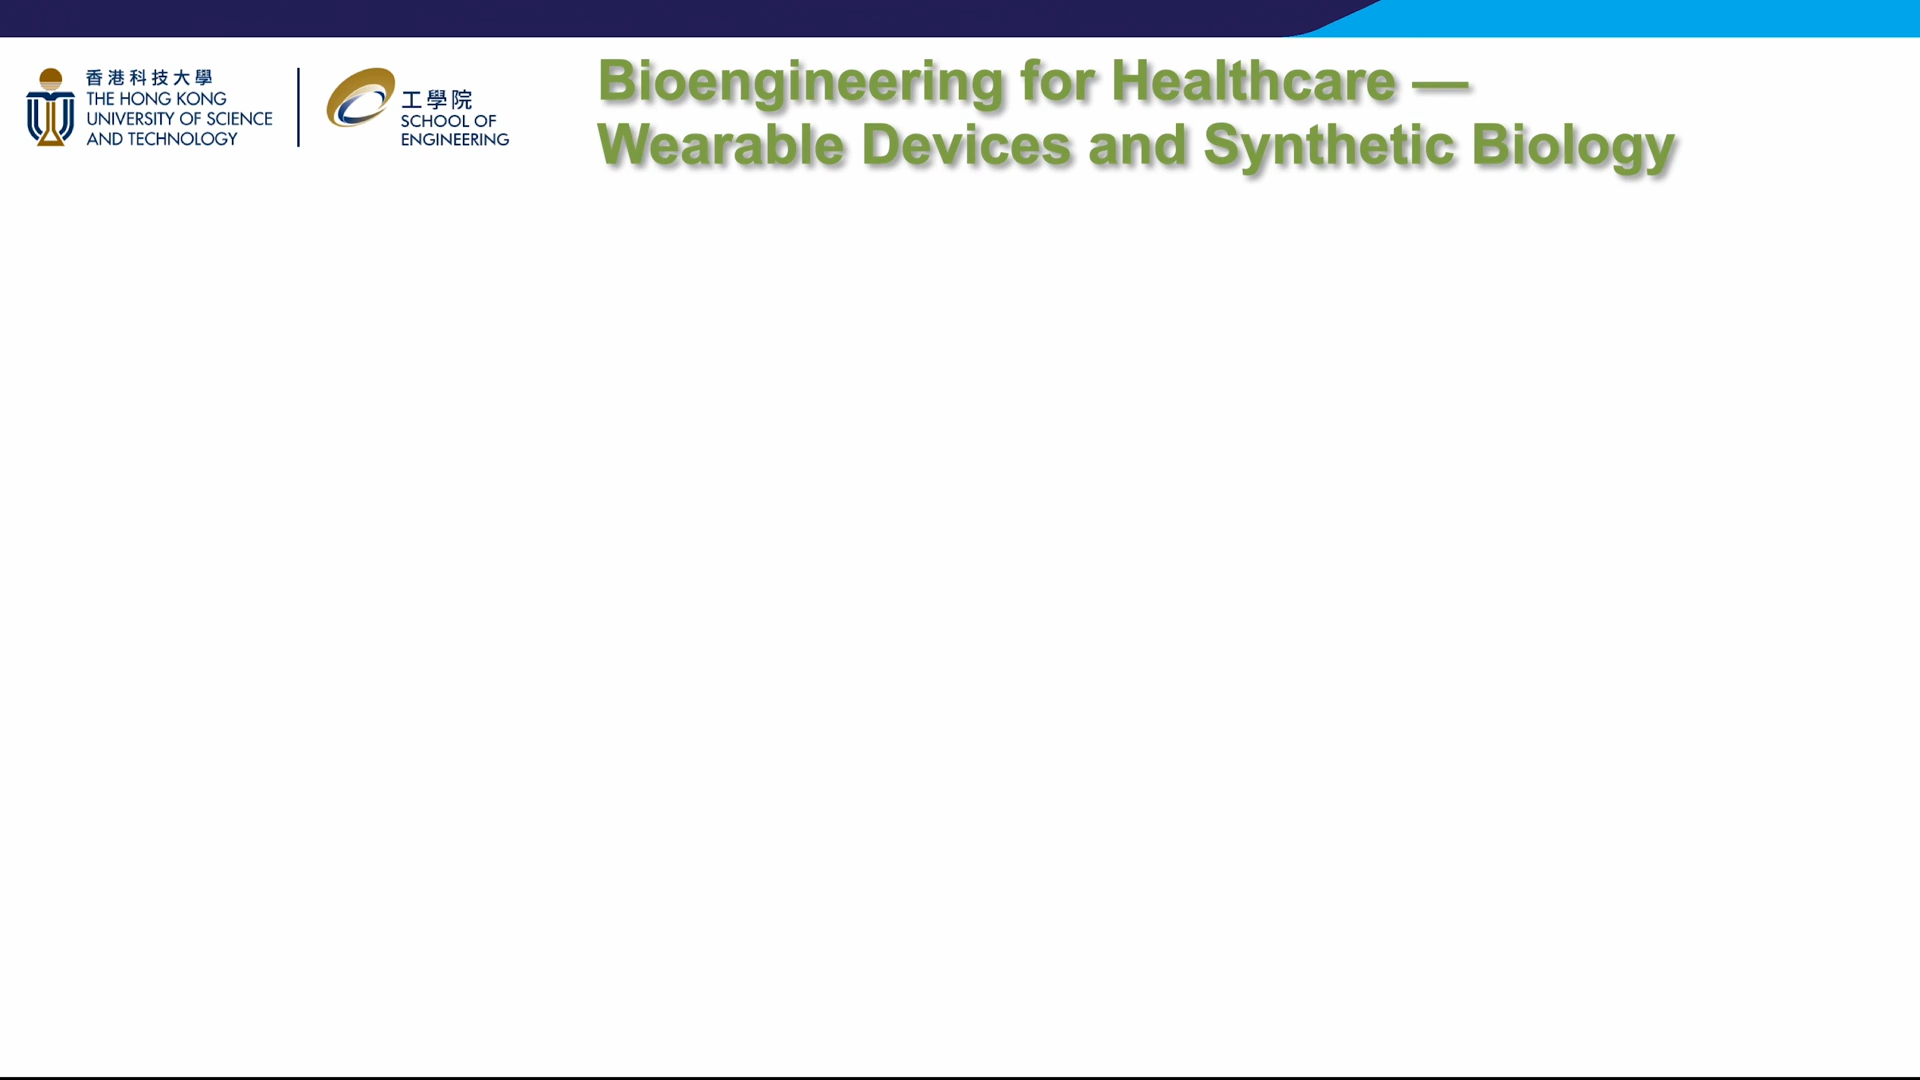 香港科技大學
THE HONG KONG
UNIVERSITY OF SCIENCE
AND TECHNOLOGY
工學院
SCHOOL OF
ENGINEERING
Bioengineering for Healthcare —
Wearable Devices and Synthetic Biology